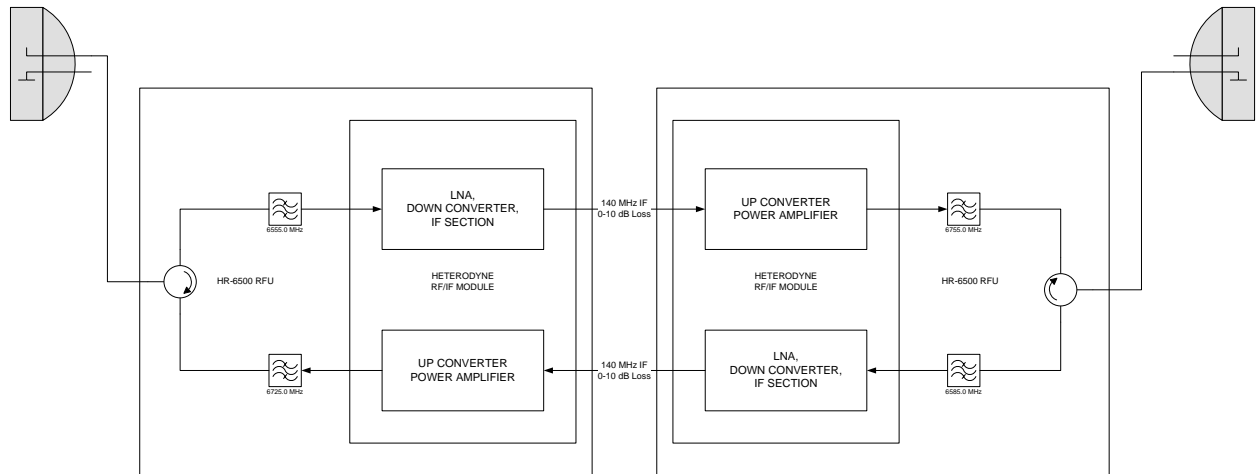 LNA,
DOWN CONVERTER,
IF SECTION
140 MHz IF
0-10 dB Loss
UP CONVERTER
POWER AMPLIFIER
6555.0 MHz
6755.0 MHz
HR-6500 RFU
HETERODYNE
RF/IF MODULE
HETERODYNE
RF/IF MODULE
HR-6500 RFU
UP CONVERTER
POWER AMPLIFIER
140 MHz IF
0-10 dB Loss
LNA,
DOWN CONVERTER,
IF SECTION
6725.0 MHz
6585.0 MHz